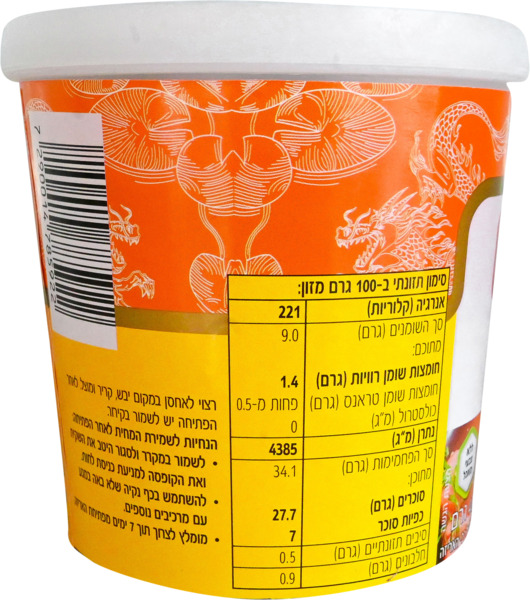 7290014785922
סימון תזונתי ב-100 גרם מזון:
אנרגיה (קלוריות) 221
סך השומנים (גרם) 9.0
מתוכם:
חומצות שומן רוויות (גרם) 1.4
חומצות שומן טראנס (גרם) פחות מ-0.5
כולסטרול (מ"ג) 0
נתרן (מ"ג) 4385
סך הפחמימות (גרם) 34.1
מתוכן:
סוכרים (גרם) 27.7
כפיות סוכר 7
סיבים תזונתיים (גרם) 0.5
חלבונים (גרם) 0.9
רצוי לאחסן במקום יבש, קריר ומוצל לאחר
הפתיחה יש לשמור בקירור.
הנחיות לשמירת המחית לאחר הפתיחה:
• לשמור במקרר ולסגור היטב את השקית
ואת הקופסה למניעת כניסת לחות
• להשתמש בכף נקיה שלא באה במגע
עם מרכיבים נוספים.
• מומלץ לצרוך תוך 7 ימים מפתיחת האריזה.